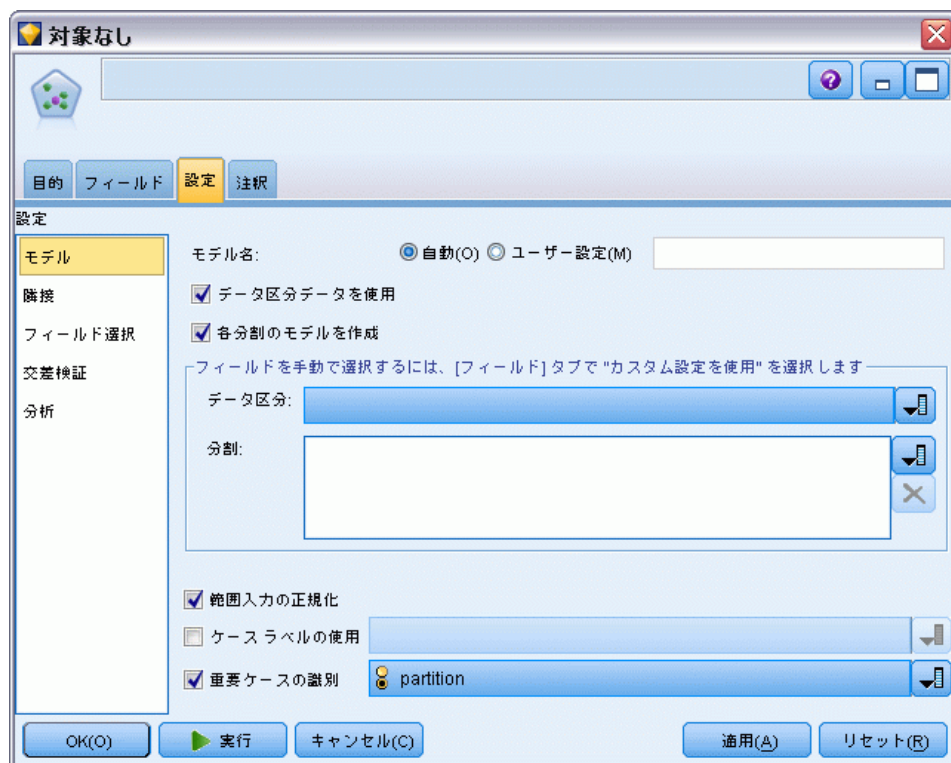 対象なし
目的 フィールド 設定 注釈
設定
モデル
隣接
フィールド選択
交差検証
分析
モデル名: 自動(O) ユーザー設定(M)
データ区分データを使用
各分割のモデルを作成
フィールドを手動で選択するには、[フィールド] タブで "カスタム設定を使用" を選択します
データ区分:
分割:
範囲入力の正規化
ケース ラベルの使用
重要ケースの識別 partition
OK(O) 実行 キャンセル(C) 適用(A) リセット(R)